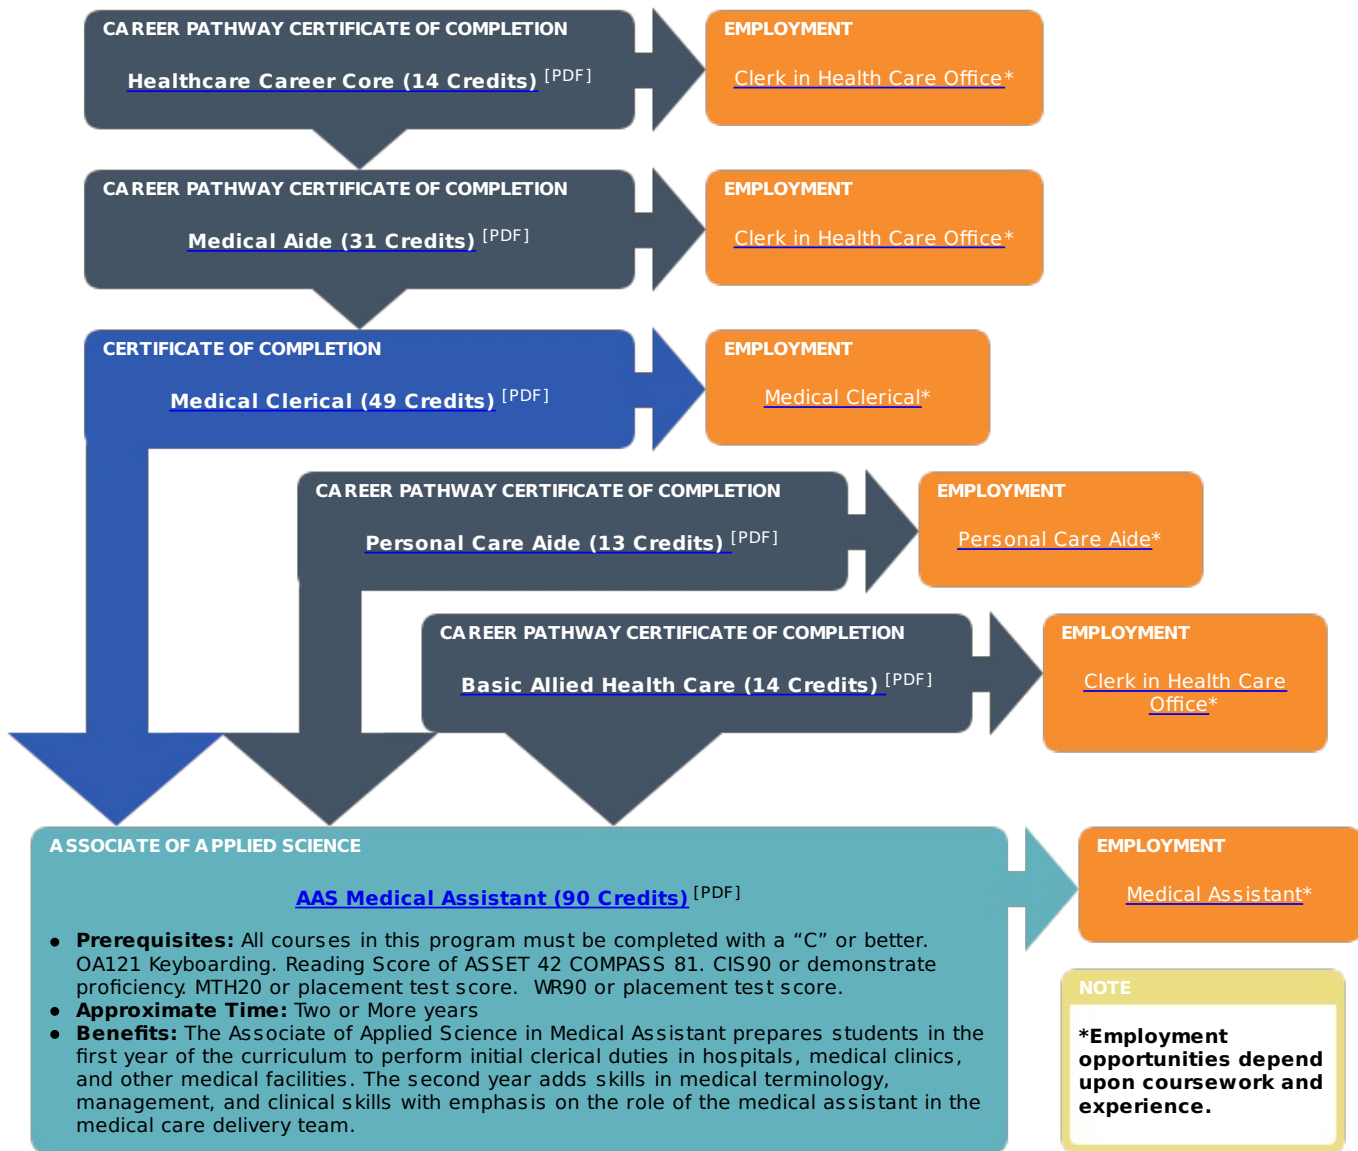 CAREER PATHWAY CERTIFICATE OF COMPLETION
Healthcare Career Core (14 Credits) [PDF]
EMPLOYMENT
Clerk in Health Care Office*
CAREER PATHWAY CERTIFICATE OF COMPLETION
Medical Aide (31 Credits) [PDF]
EMPLOYMENT
Clerk in Health Care Office*
CERTIFICATE OF COMPLETION
Medical Clerical (49 Credits) [PDF]
EMPLOYMENT
Medical Clerical*
CAREER PATHWAY CERTIFICATE OF COMPLETION
Personal Care Aide (13 Credits) [PDF]
EMPLOYMENT
Personal Care Aide*
CAREER PATHWAY CERTIFICATE OF COMPLETION
Basic Allied Health Care (14 Credits) [PDF]
EMPLOYMENT
Clerk in Health Care
Office*
ASSOCIATE OF APPLIED SCIENCE
AAS Medical Assistant (90 Credits) [PDF]
• Prerequisites: All courses in this program must be completed with a “C” or better.
OA121 Keyboarding. Reading Score of ASSET 42 COMPASS 81. CIS90 or demonstrate
proficiency. MTH20 or placement test score. WR90 or placement test score.
• Approximate Time: Two or More years
• Benefits: The Associate of Applied Science in Medical Assistant prepares students in the
first year of the curriculum to perform initial clerical duties in hospitals, medical clinics,
and other medical facilities. The second year adds skills in medical terminology,
management, and clinical skills with emphasis on the role of the medical assistant in the
medical care delivery team.
EMPLOYMENT
Medical Assistant*
NOTE
*Employment
opportunities depend
upon coursework and
experience.